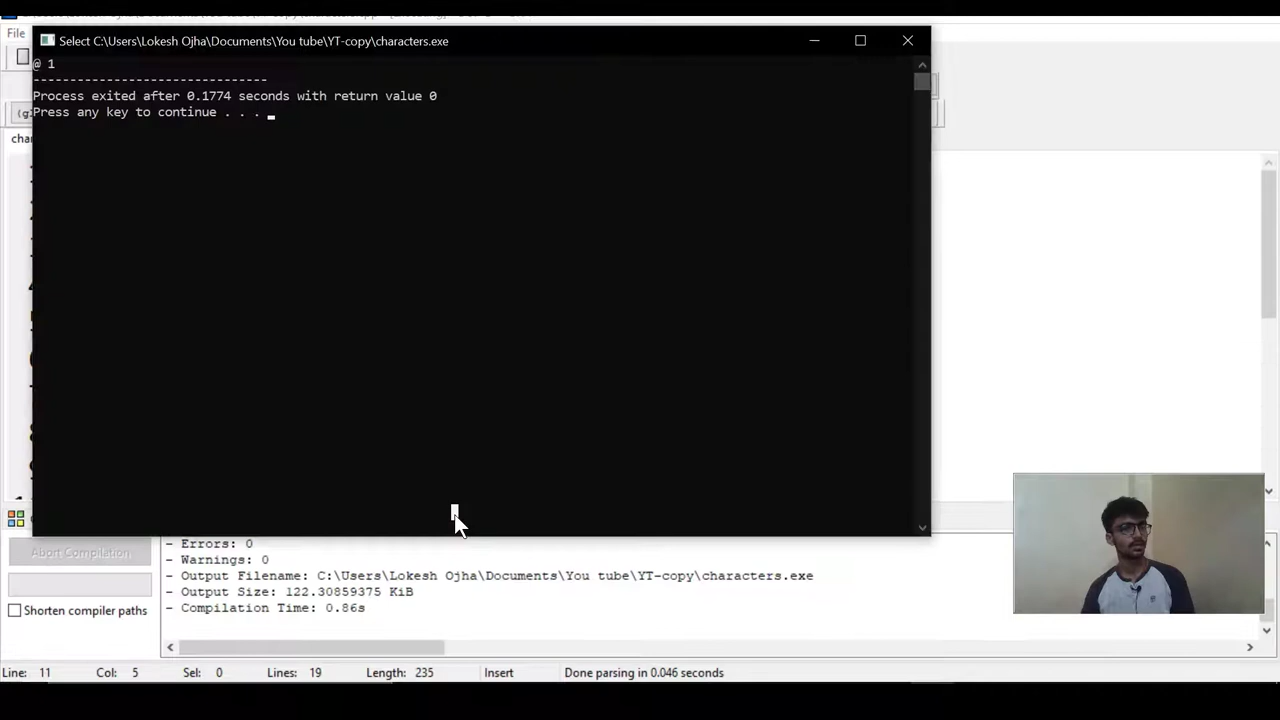 File
Select C:\Users\Lokesh Ojha\Documents\You tube\YT-copy\characters.exe
@ 1
-------------------------------
Process exited after 0.1774 seconds with return value 0
Press any key to continue . . .
Abort Compilation
Shorten compiler paths
- Errors: 0
- Warnings: 0
- Output Filename: C:\Users\Lokesh Ojha\Documents\You tube\YT-copy\characters.exe
- Output Size: 122.30859375 KiB
- Compilation Time: 0.86s
Line: 11 Col: 5 Sel: 0 Lines: 19 Length: 235 Insert Done parsing in 0.046 seconds